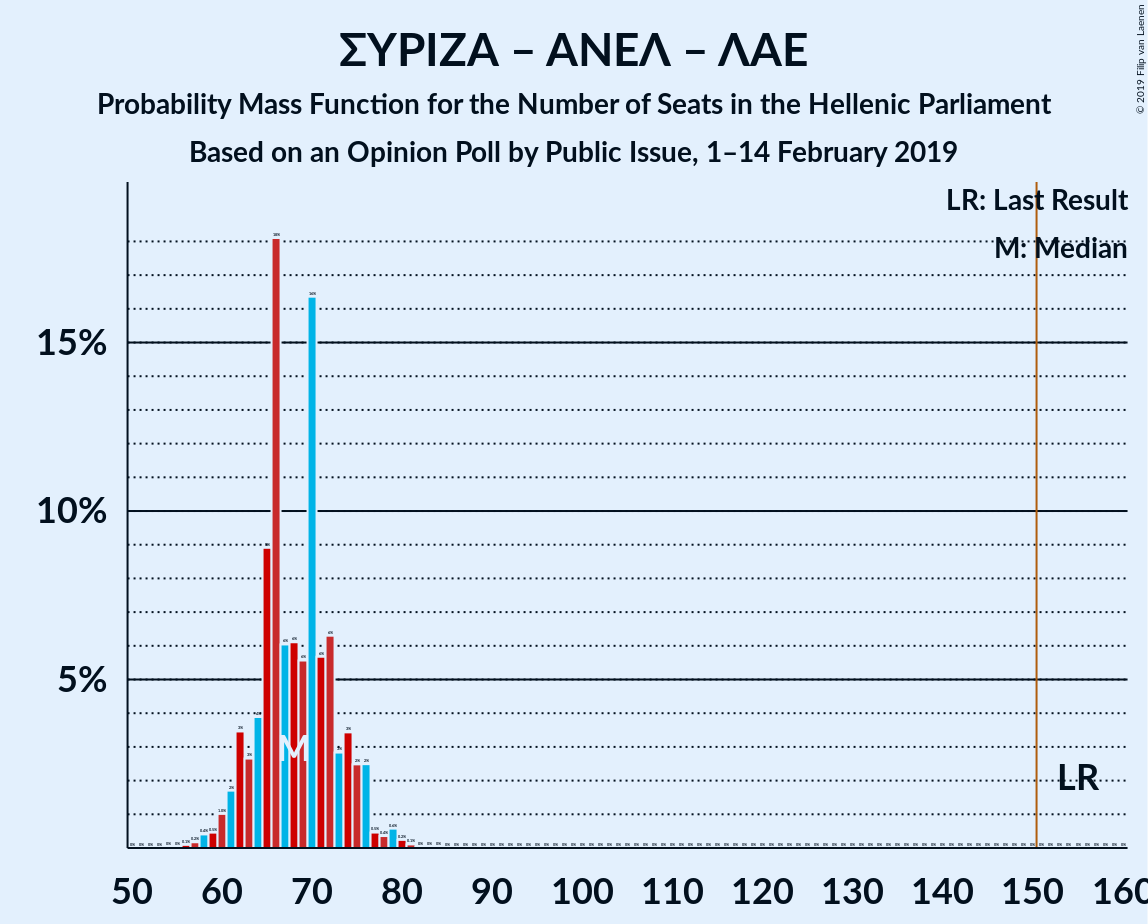 ΣΥΡΙΖΑ – ΑΝΕΛ – ΛΑΕ
Probability Mass Function for the Number of Seats in the Hellenic Parliament
Based on an Opinion Poll by Public Issue, 1–14 February 2019
© 2019 Filip van Laenen
LR: Last Result
M: Median
15%
10%
5%
M
LR
50 60 70 80 90 100 110 120 130 140 150 160